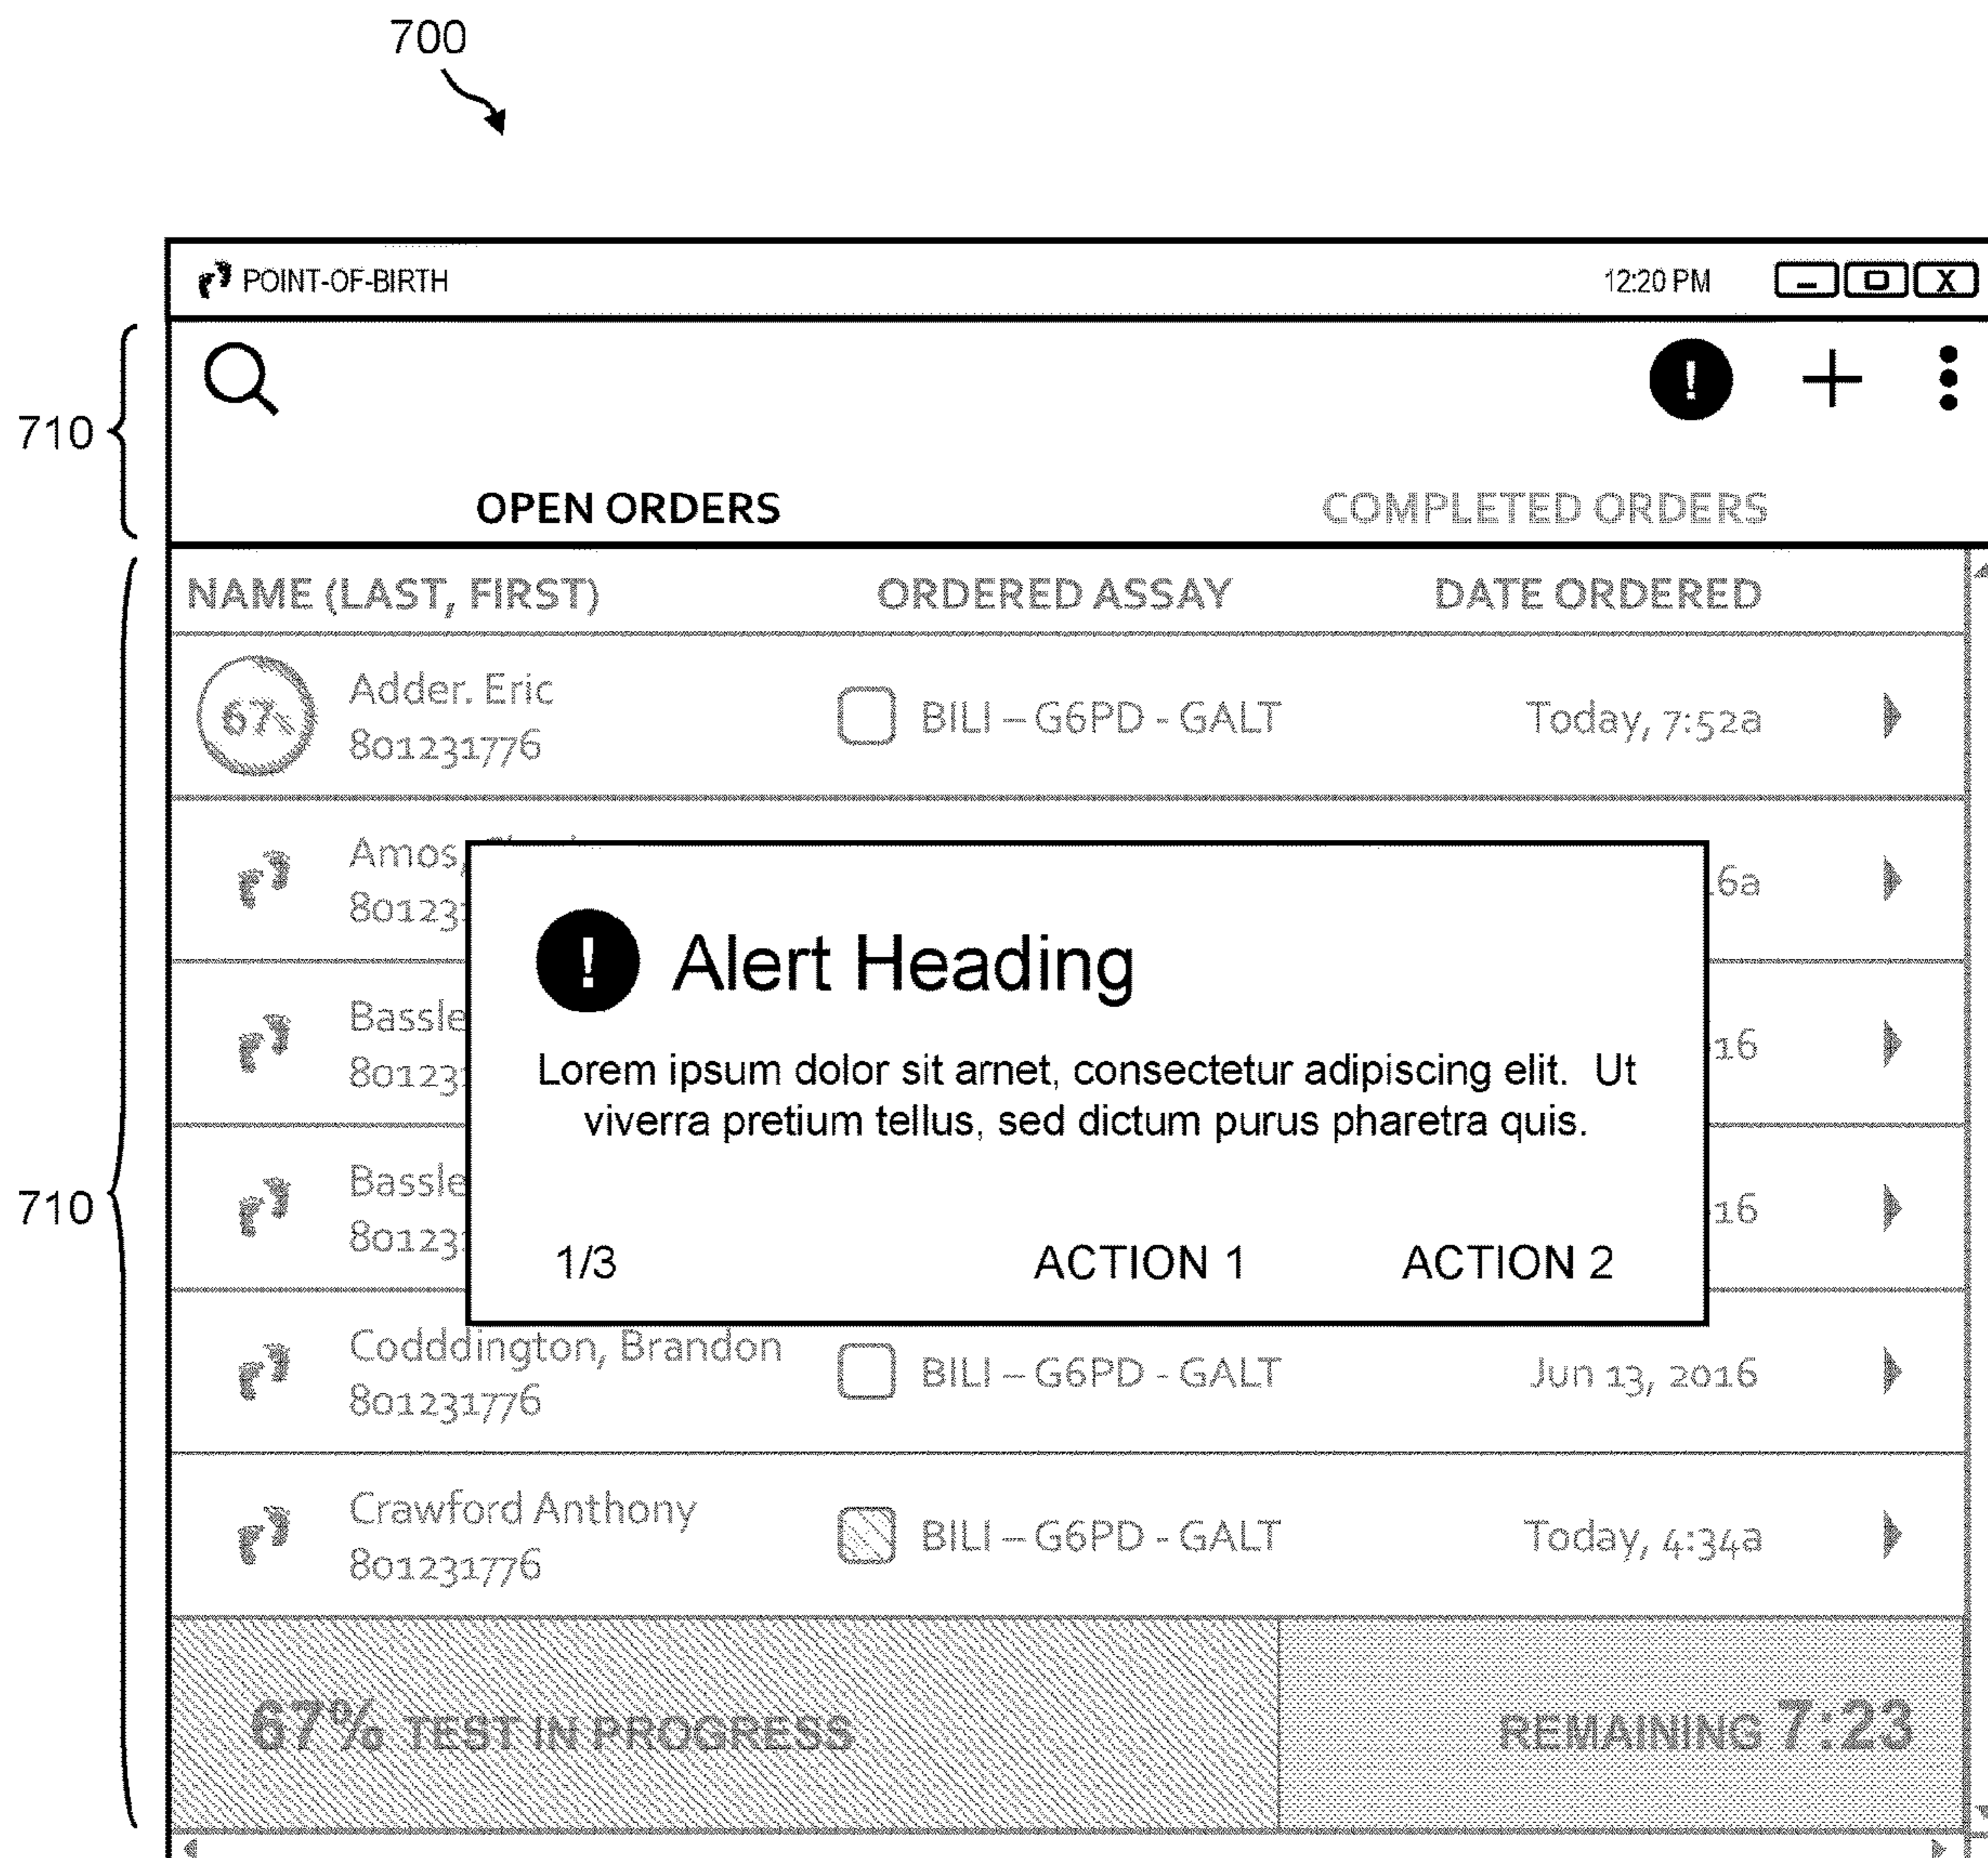 700
POINT-OF-BIRTH 12:20 PM X
710
!
OPEN ORDERS COMPLETED ORDERS
NAME (LAST, FIRST) ORDERED ASSAY DATE ORDERED
67% Adder. Eric
801231776
BILI – G6PD - GALT Today, 7:52a
Amos,
6a
! Alert Heading
Bassle
16
Lorem ipsum dolor sit arnet, consectetur adipiscing elit. Ut
viverra pretium tellus, sed dictum purus pharetra quis.
710
Bassle
16
1/3 ACTION 1 ACTION 2
Codddington, Brandon
801231776
BILI – G6PD - GALT Jun 13, 2016
Crawford Anthony
801231776
BILI – G6PD - GALT Today, 4:34a
67% TEST IN PROGRESS REMAINING 7:23